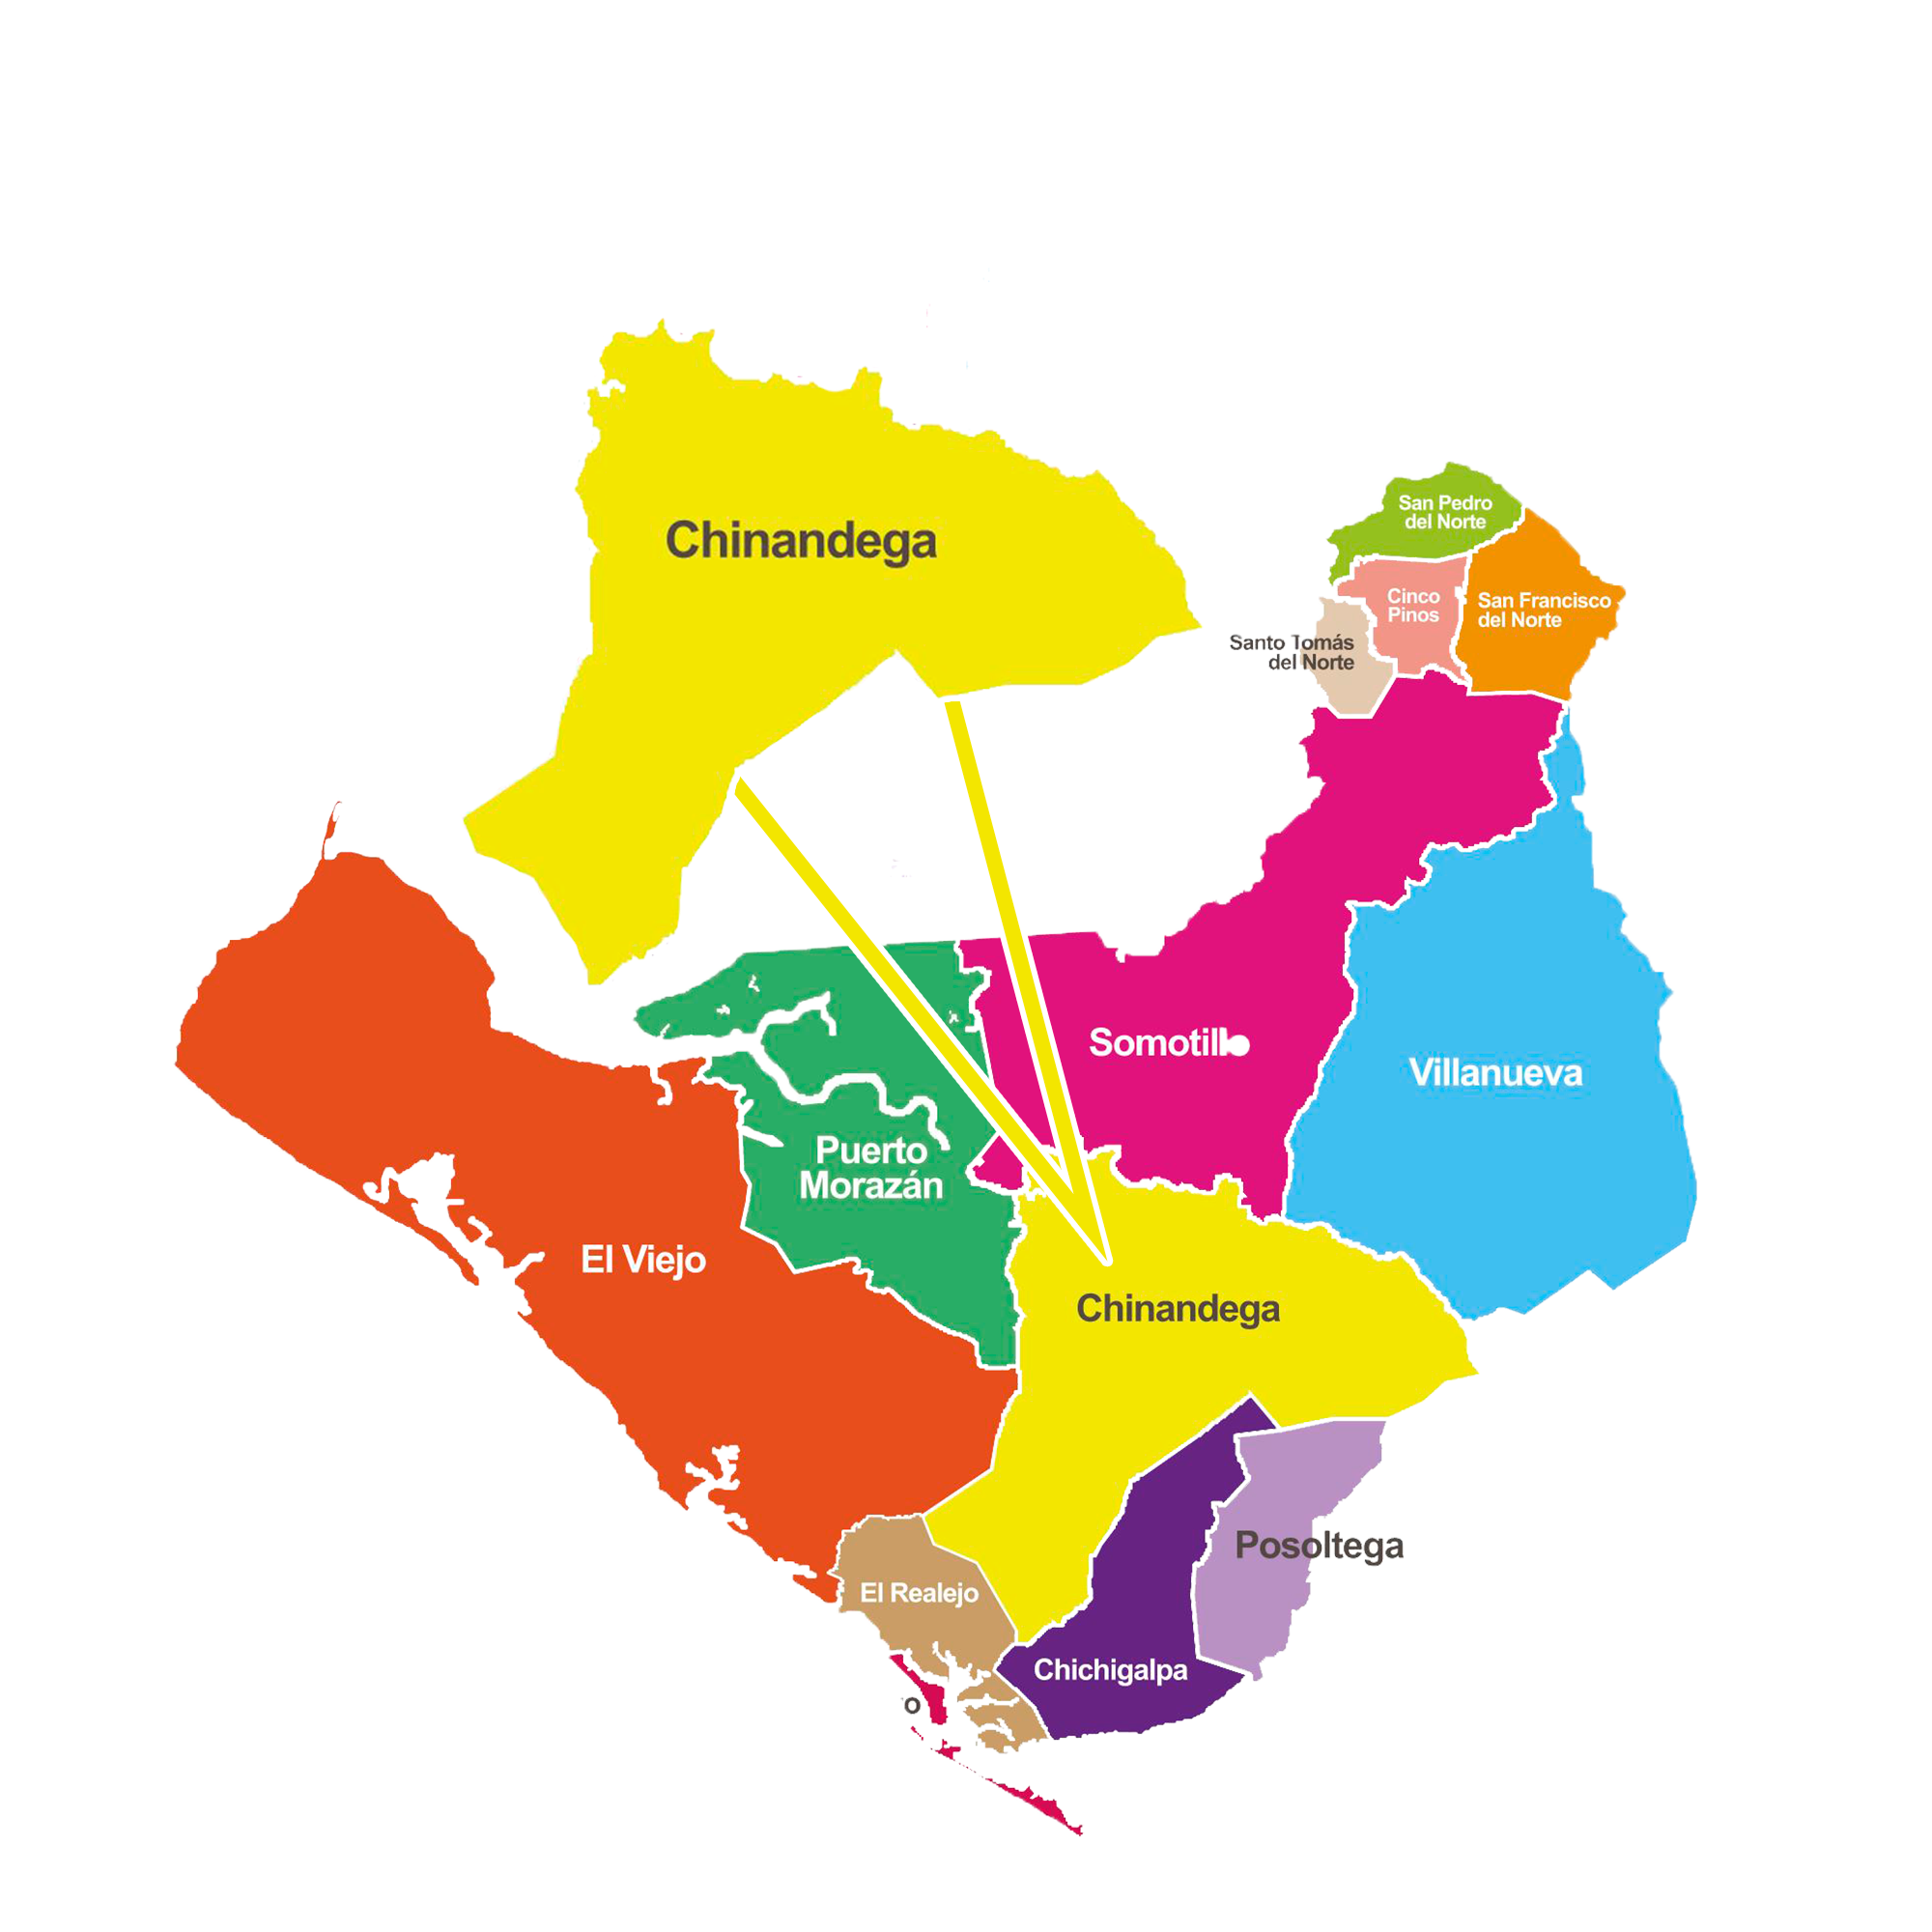 Chinandega
San Pedro
del Norte
Cinco
Pinos
San Francisco
del Norte
Santo Tomás
del Norte
Somotillo
Villanueva
Puerto
Morazán
El Viejo
Chinandega
Posoltega
El Realejo
Chichigalpa
o